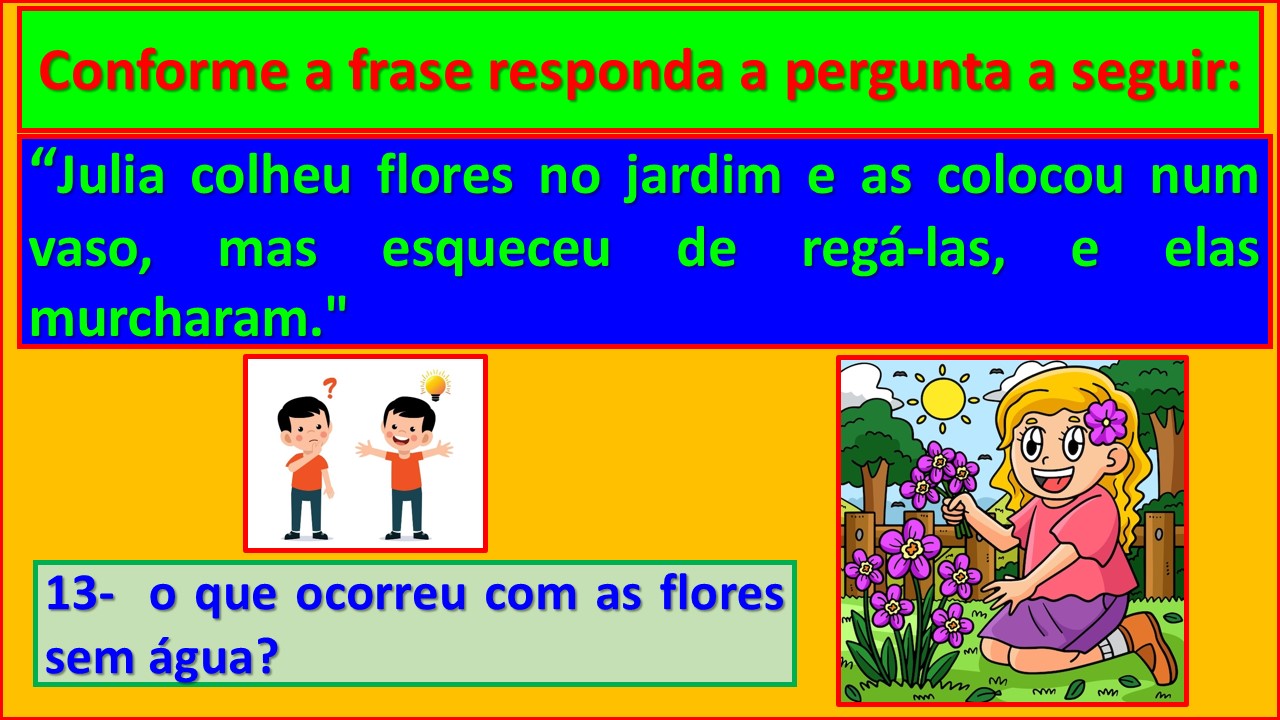 Conforme a frase responda a pergunta a seguir:
“Julia colheu flores no jardim e as colocou num
vaso, mas esqueceu de regá-las, e elas
murcharam."
?
13- o que ocorreu com as flores
sem água?